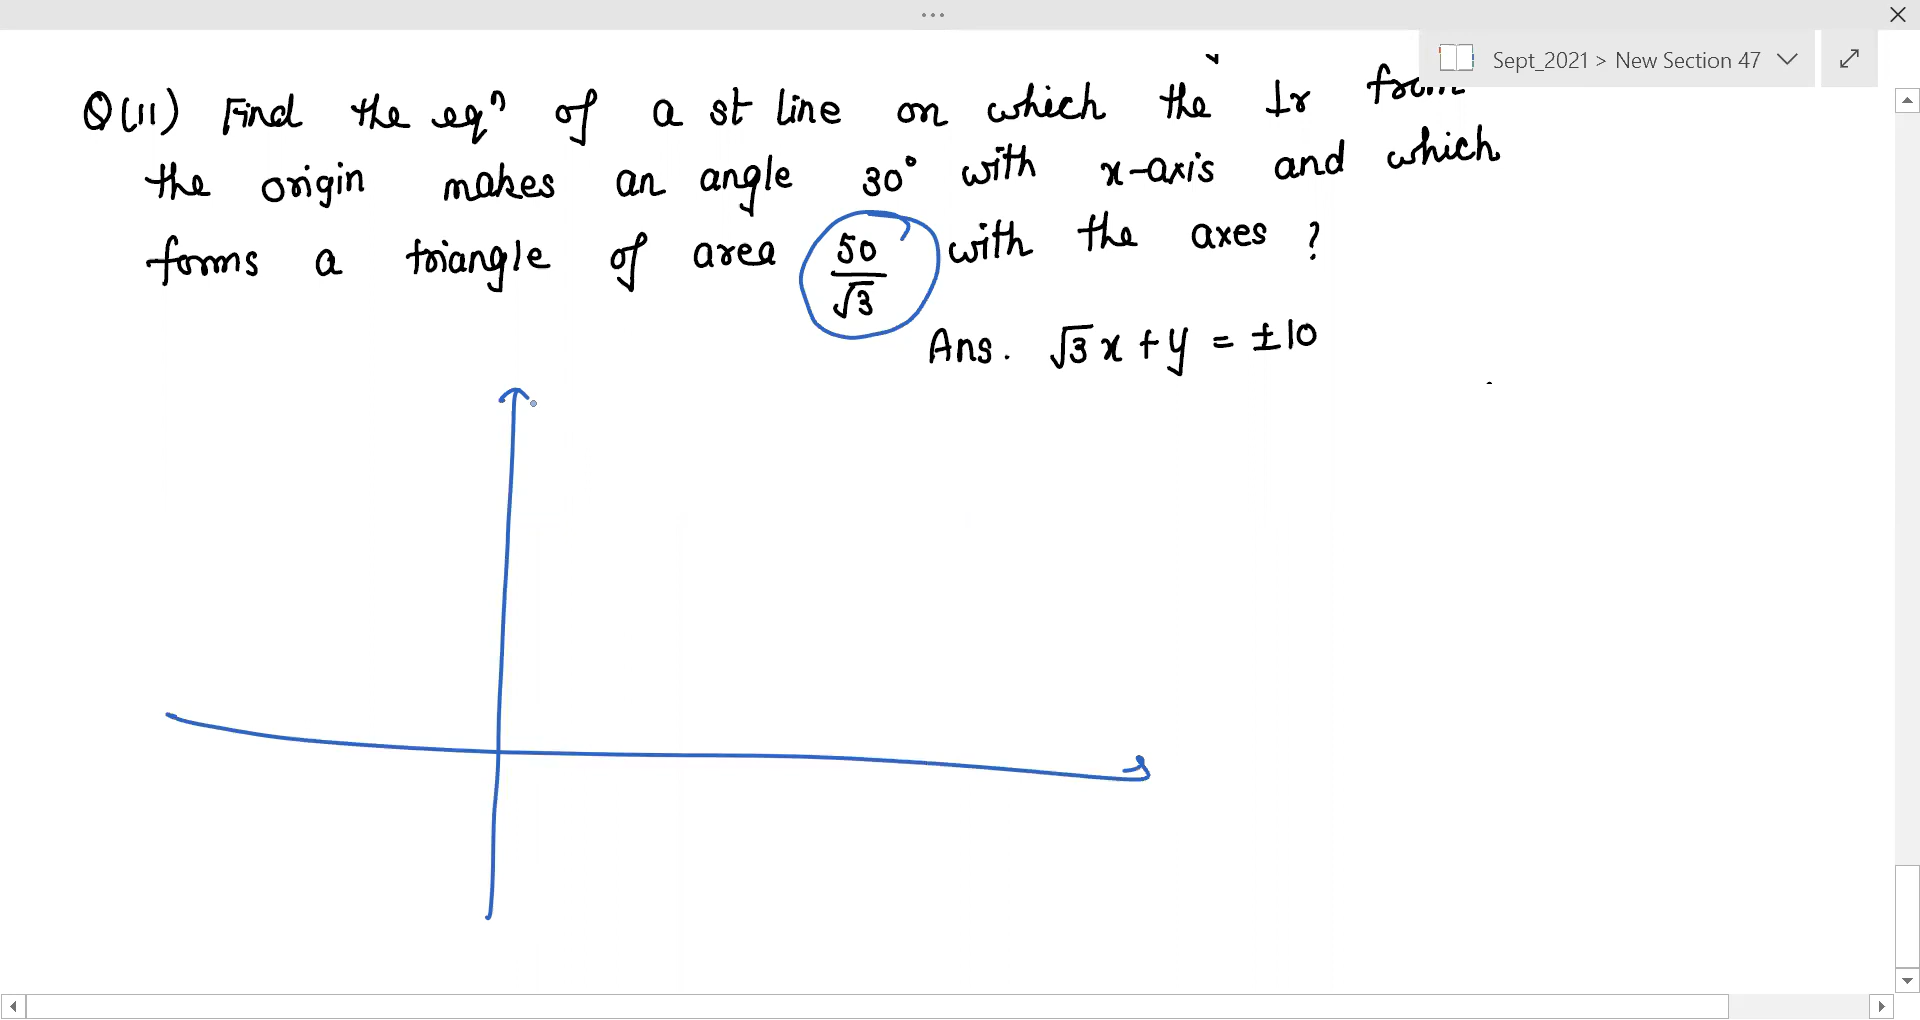 Sept_2021 > New Section 47
Q(11) Find the eqⁿ of a st line on which the ⊥r from
the origin makes an angle 30° with x-axis and which
forms a triangle of area 50/√3 with the axes ?
Ans. √3x + y = ±10